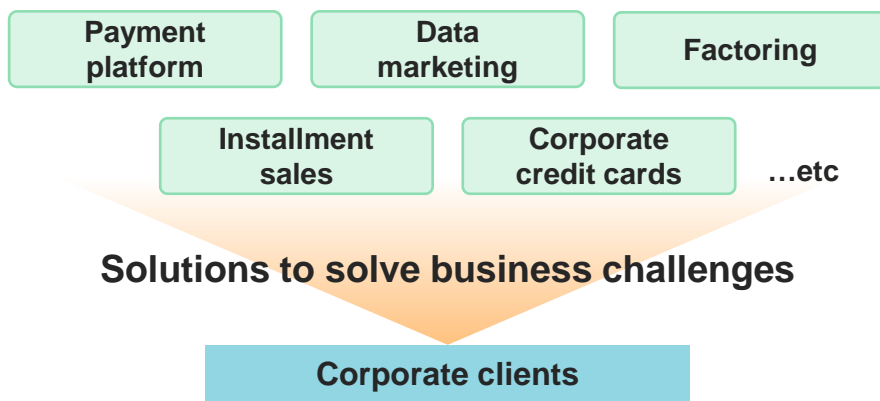 Payment
platform
Data
marketing
Factoring
Installment
sales
Corporate
credit cards
…etc
Solutions to solve business challenges
Corporate clients